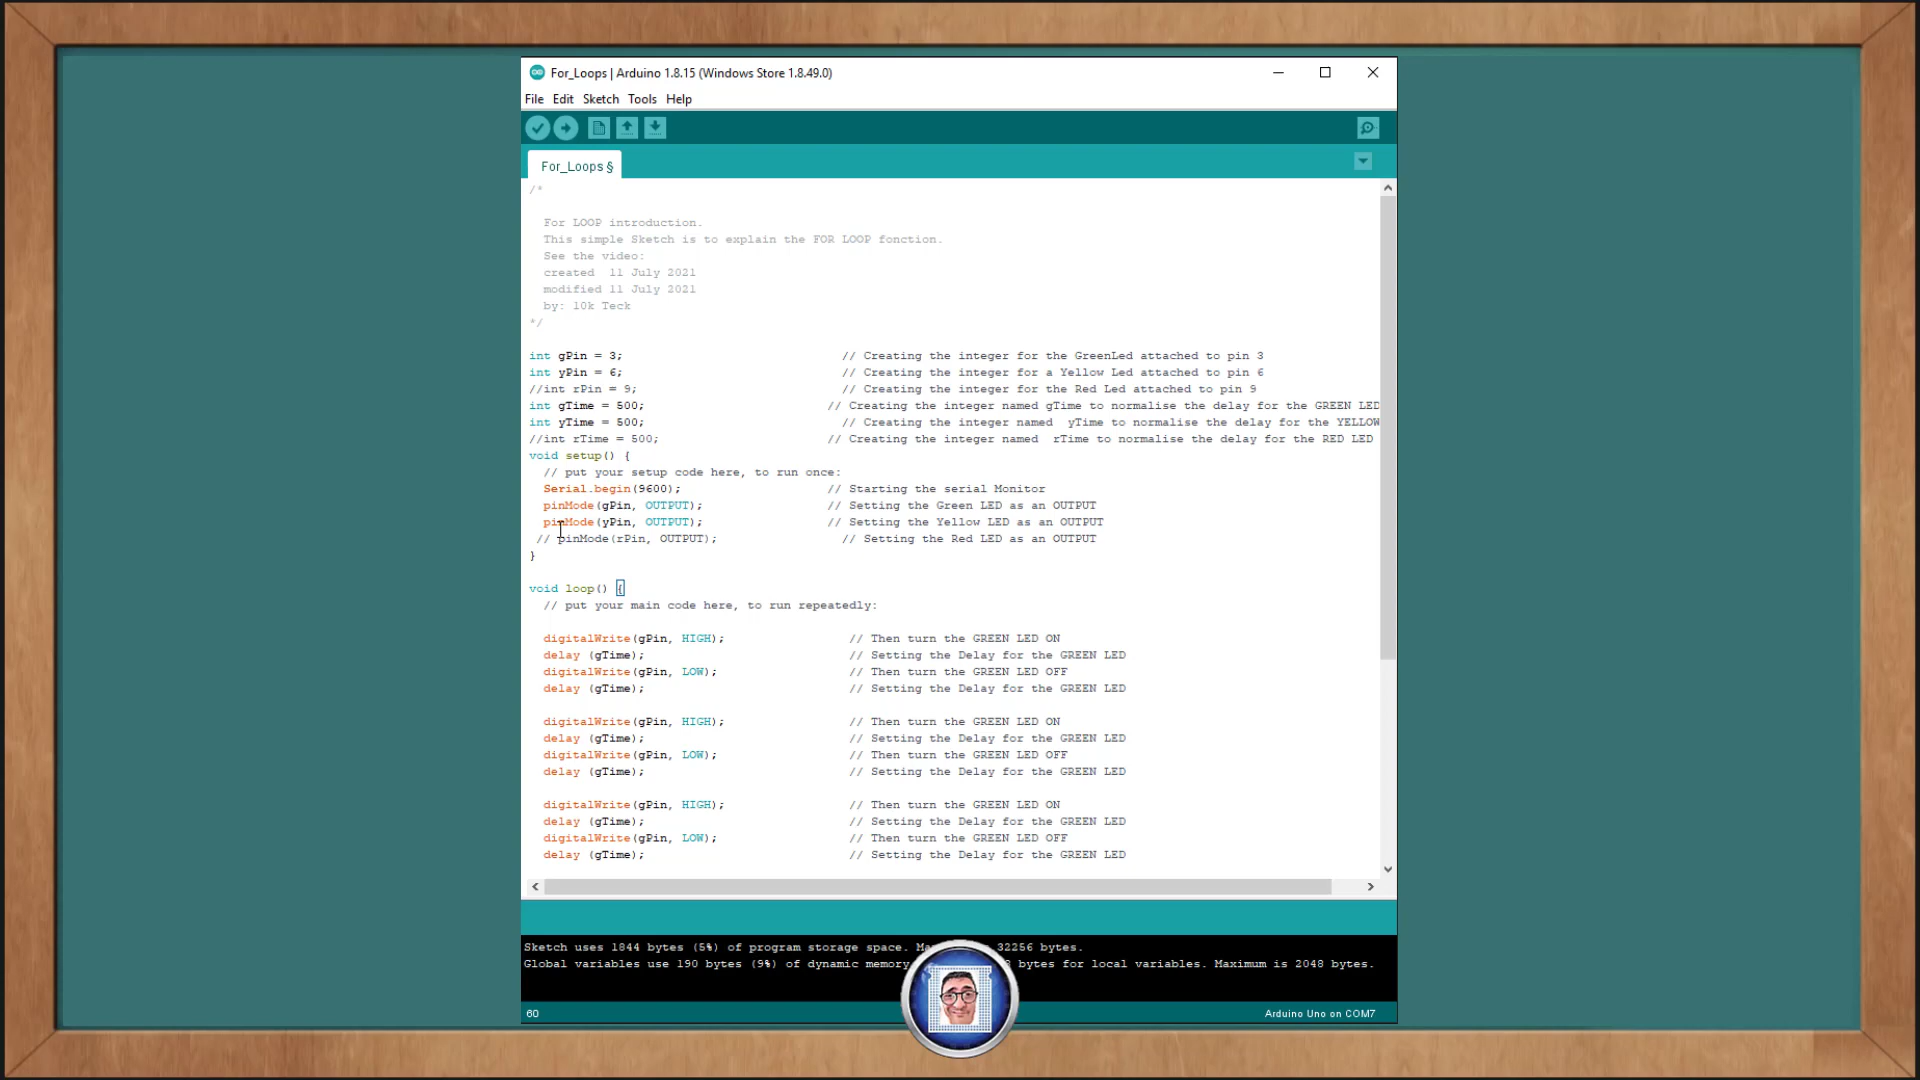 For_Loops | Arduino 1.8.15 (Windows Store 1.8.49.0)
File Edit Sketch Tools Help
For_Loops §
/*
For LOOP introduction.
This simple Sketch is to explain the FOR LOOP fonction.
See the video:
created  11 July 2021
modified 11 July 2021
by: 10k Teck
*/
int gPin = 3; // Creating the integer for the GreenLed attached to pin 3
int yPin = 6; // Creating the integer for a Yellow Led attached to pin 6
//int rPin = 9; // Creating the integer for the Red Led attached to pin 9
int gTime = 500; // Creating the integer named gTime to normalise the delay for the GREEN LED
int yTime = 500; // Creating the integer named  yTime to normalise the delay for the YELLOW
//int rTime = 500; // Creating the integer named  rTime to normalise the delay for the RED LED
void setup() {
// put your setup code here, to run once:
Serial.begin(9600); // Starting the serial Monitor
pinMode(gPin, OUTPUT); // Setting the Green LED as an OUTPUT
pinMode(yPin, OUTPUT); // Setting the Yellow LED as an OUTPUT
// pinMode(rPin, OUTPUT); // Setting the Red LED as an OUTPUT
}
void loop() {
// put your main code here, to run repeatedly:
digitalWrite(gPin, HIGH); // Then turn the GREEN LED ON
delay (gTime); // Setting the Delay for the GREEN LED
digitalWrite(gPin, LOW); // Then turn the GREEN LED OFF
delay (gTime); // Setting the Delay for the GREEN LED
digitalWrite(gPin, HIGH); // Then turn the GREEN LED ON
delay (gTime); // Setting the Delay for the GREEN LED
digitalWrite(gPin, LOW); // Then turn the GREEN LED OFF
delay (gTime); // Setting the Delay for the GREEN LED
digitalWrite(gPin, HIGH); // Then turn the GREEN LED ON
delay (gTime); // Setting the Delay for the GREEN LED
digitalWrite(gPin, LOW); // Then turn the GREEN LED OFF
delay (gTime); // Setting the Delay for the GREEN LED
Sketch uses 1844 bytes (5%) of program storage space. 32256 bytes.
Global variables use 190 bytes (9%) of dynamic memory bytes for local variables. Maximum is 2048 bytes.
60 Arduino Uno on COM7